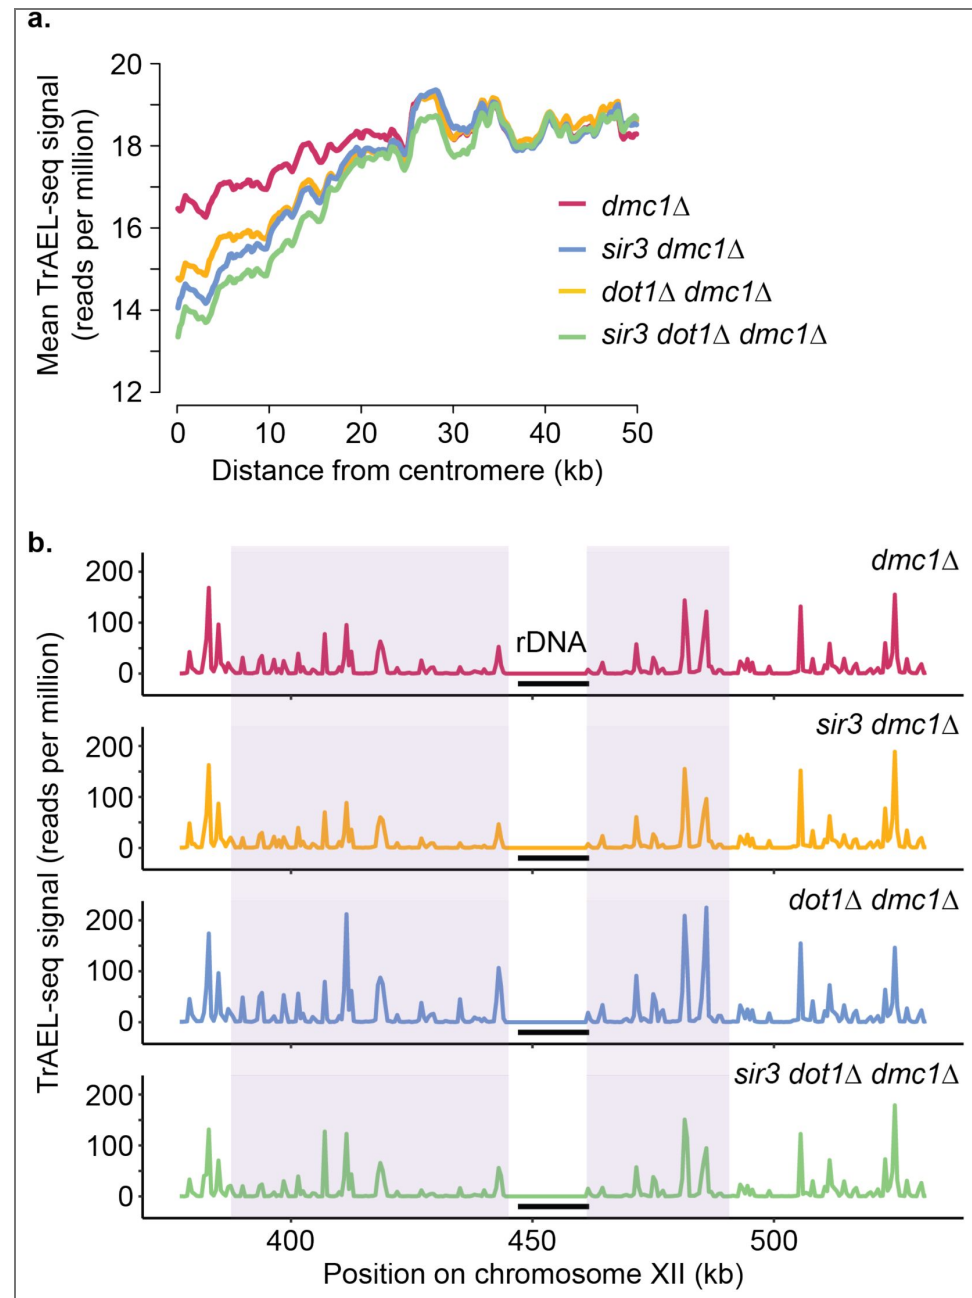 a.
Mean TrAEL-seq signal
(reads per million)
20
18
16
14
12
0 10 20 30 40 50
Distance from centromere (kb)
dmc1Δ
sir3 dmc1Δ
dot1Δ dmc1Δ
sir3 dot1Δ dmc1Δ
b.
TrAEL-seq signal (reads per million)
dmc1Δ
200
100
0
rDNA
sir3 dmc1Δ
200
100
0
dot1Δ dmc1Δ
200
100
0
sir3 dot1Δ dmc1Δ
200
100
0
400 450 500
Position on chromosome XII (kb)